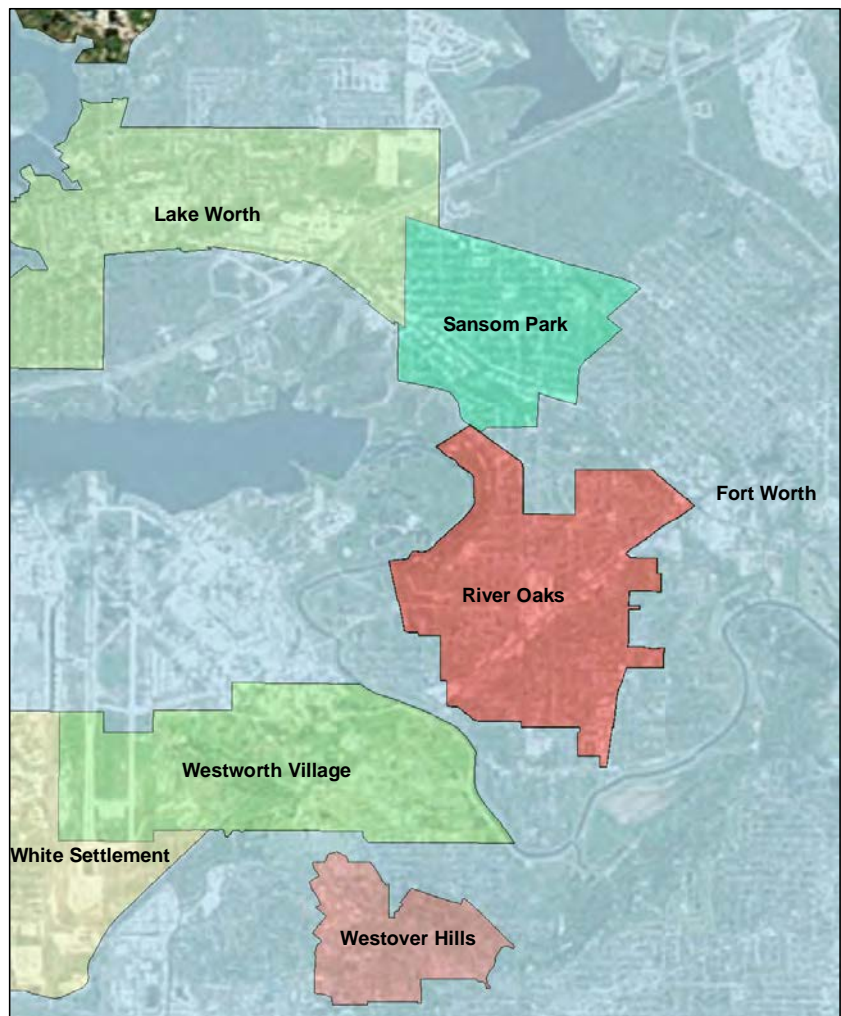 Lake Worth
Sansom Park
Fort Worth
River Oaks
Westworth Village
White Settlement
Westover Hills